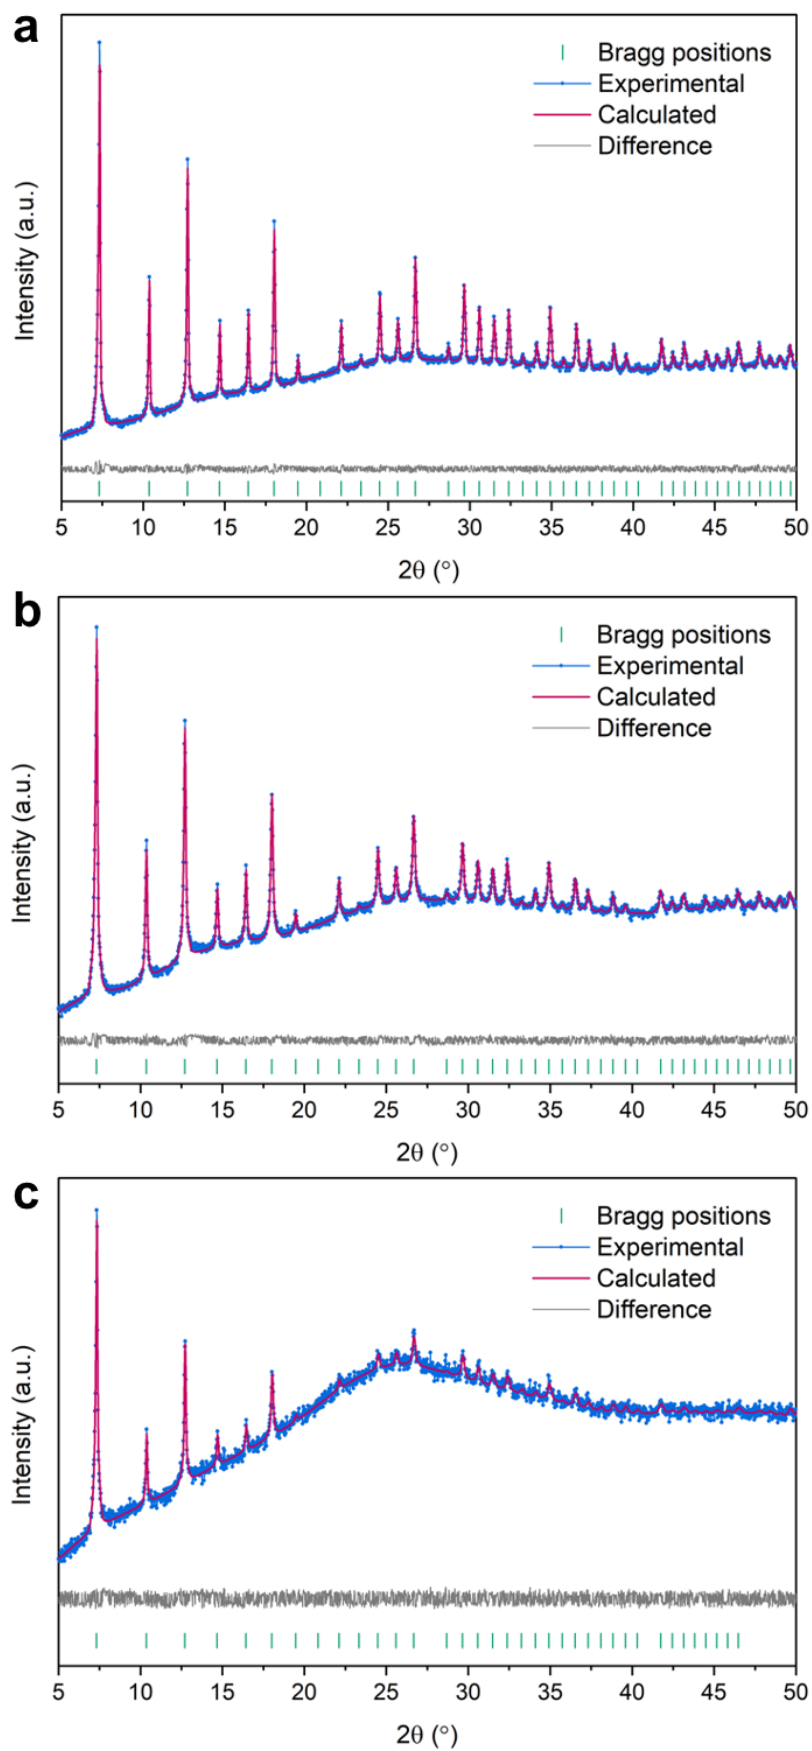 a
Bragg positions
Experimental
Calculated
Difference
Intensity (a.u.)
5 10 15 20 25 30 35 40 45 50
2θ (°)
b
Bragg positions
Experimental
Calculated
Difference
Intensity (a.u.)
5 10 15 20 25 30 35 40 45 50
2θ (°)
c
Bragg positions
Experimental
Calculated
Difference
Intensity (a.u.)
5 10 15 20 25 30 35 40 45 50
2θ (°)